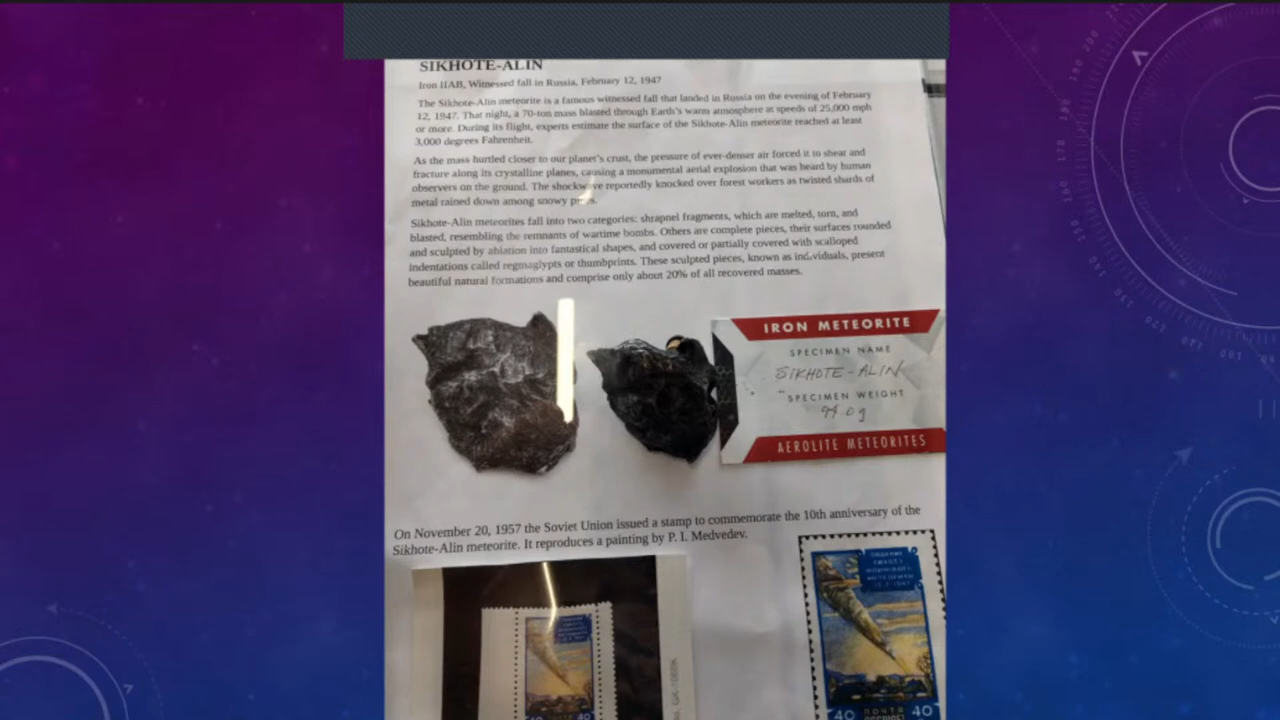 SIKHOTE-ALIN
Iron IIAB, Witnessed fall in Russia, February 12, 1947
The Sikhote-Alin meteorite is a famous witnessed fall that landed in Russia on the evening of February
12, 1947. That night, a 70-ton mass blasted through Earth's warm atmosphere at speeds of 25,000 mph
or more. During its flight, experts estimate the surface of the Sikhote-Alin meteorite reached at least
3,000 degrees Fahrenheit.
As the mass hurtled closer to our planet's crust, the pressure of ever-denser air forced it to shear and
fracture along its crystalline planes, causing a monumental aerial explosion that was heard by human
observers on the ground. The shockwave reportedly knocked over forest workers as twisted shards of
metal rained down among snowy
Sikhote-Alin meteorites fall into two categories: shrapnel fragments, which are melted, torn, and
blasted, resembling the remnants of wartime bombs. Others are complete pieces, their surfaces rounded
and sculpted by ablation into fantastical shapes, and covered or partially covered with scalloped
indentations called regmaglypts or thumbprints. These sculpted pieces, known as individuals, present
beautiful natural formations and comprise only about 20% of all recovered masses.
IRON METEORITE
SPECIMEN NAME
SIKHOTE-ALIN
SPECIMEN WEIGHT
AEROLITE METEORITES
On November 20, 1957 the Soviet Union issued a stamp to commemorate the 10th anniversary of the
Sikhote-Alin meteorite. It reproduces a painting by P. I. Medvedev.
40 ПОЧТА 40
40 40